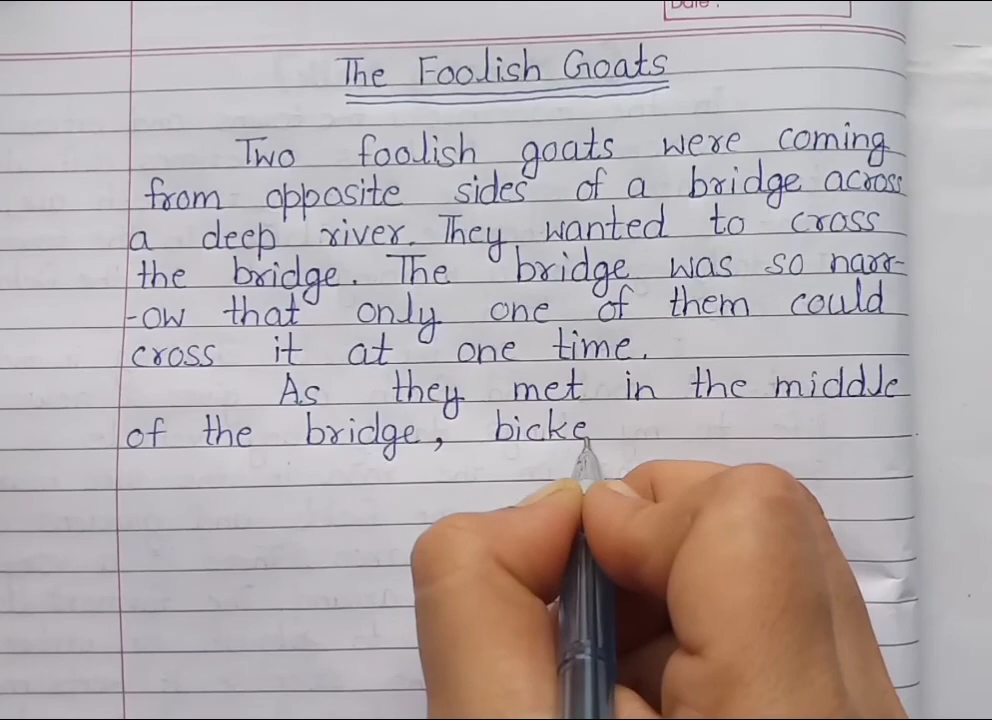 Date :
The Foolish Goats
Two foolish goats were coming
from opposite sides of a bridge across
a deep river. They wanted to cross
the bridge. The bridge was so narr-
-ow that only one of them could
cross it at one time.
As they met in the middle
of the bridge, bicke